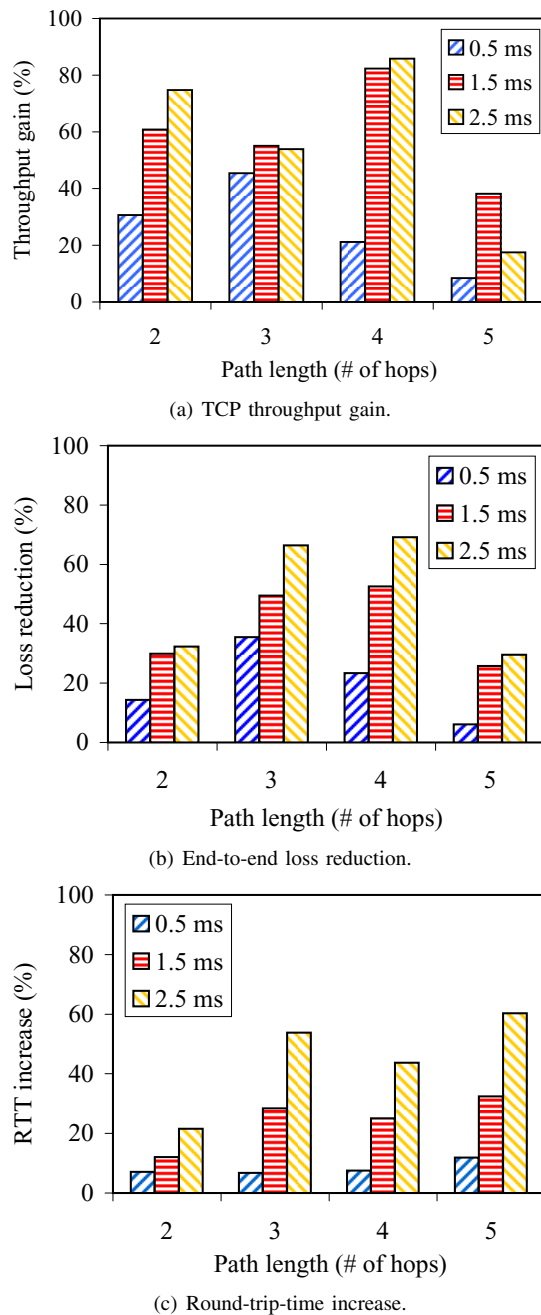 100
80
60
40
20
0
Throughput gain (%)
0.5 ms
1.5 ms
2.5 ms
2 3 4 5
Path length (# of hops)
(a) TCP throughput gain.
100
80
60
40
20
0
Loss reduction (%)
0.5 ms
1.5 ms
2.5 ms
2 3 4 5
Path length (# of hops)
(b) End-to-end loss reduction.
100
80
60
40
20
0
RTT increase (%)
0.5 ms
1.5 ms
2.5 ms
2 3 4 5
Path length (# of hops)
(c) Round-trip-time increase.